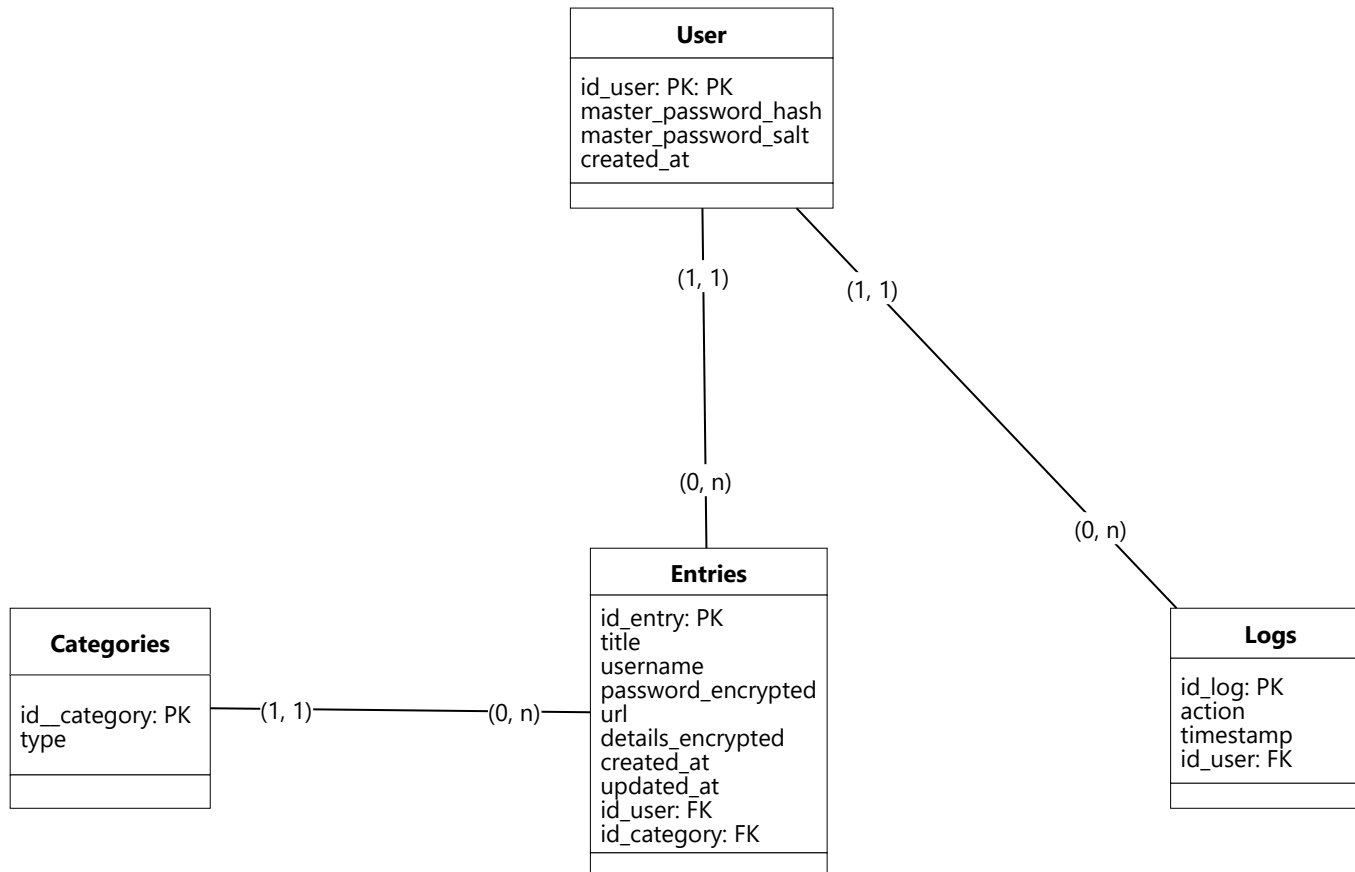 User
id_user: PK: PK
master_password_hash
master_password_salt
created_at
(1, 1)
(1, 1)
(0, n)
(0, n)
Entries
id_entry: PK
title
username
password_encrypted
url
details_encrypted
created_at
updated_at
id_user: FK
id_category: FK
Categories
id__category: PK
type
(1, 1)
(0, n)
Logs
id_log: PK
action
timestamp
id_user: FK